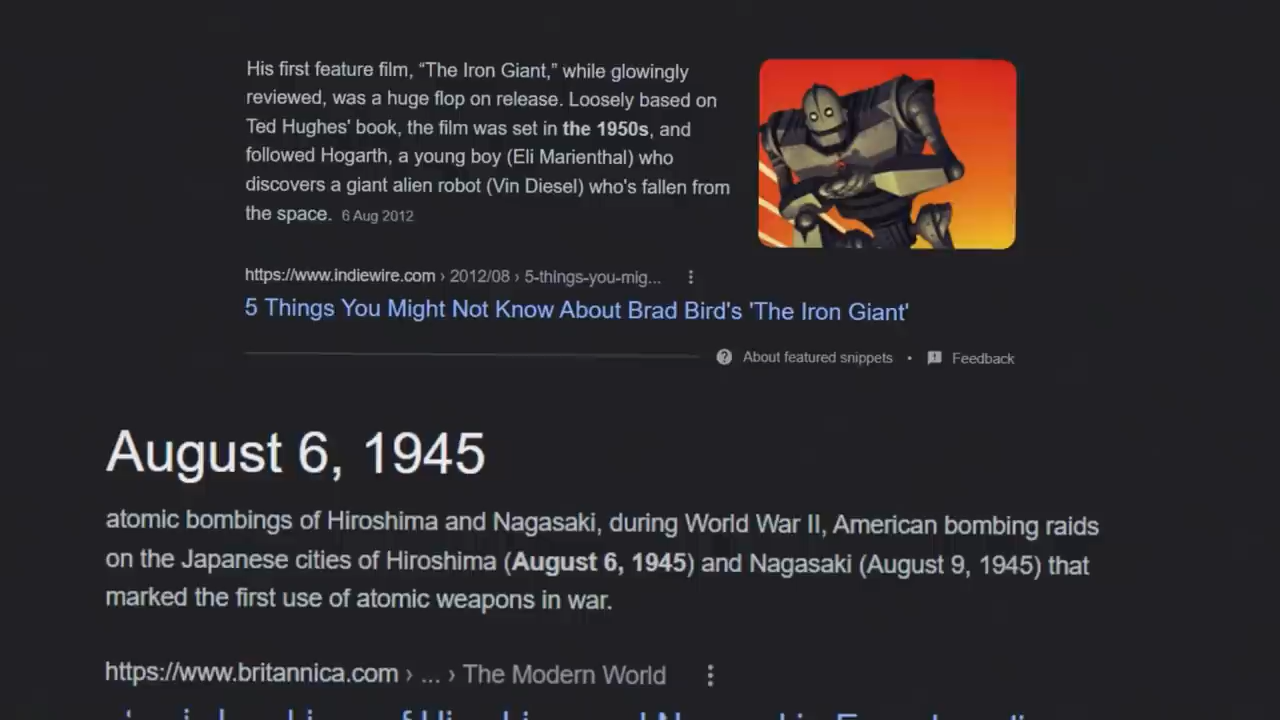 His first feature film, “The Iron Giant,” while glowingly
reviewed, was a huge flop on release. Loosely based on
Ted Hughes' book, the film was set in the 1950s, and
followed Hogarth, a young boy (Eli Marienthal) who
discovers a giant alien robot (Vin Diesel) who's fallen from
the space. 6 Aug 2012
https://www.indiewire.com › 2012/08 › 5-things-you-mig...
5 Things You Might Not Know About Brad Bird's 'The Iron Giant'
About featured snippets • Feedback
August 6, 1945
atomic bombings of Hiroshima and Nagasaki, during World War II, American bombing raids
on the Japanese cities of Hiroshima (August 6, 1945) and Nagasaki (August 9, 1945) that
marked the first use of atomic weapons in war.
https://www.britannica.com › ... › The Modern World